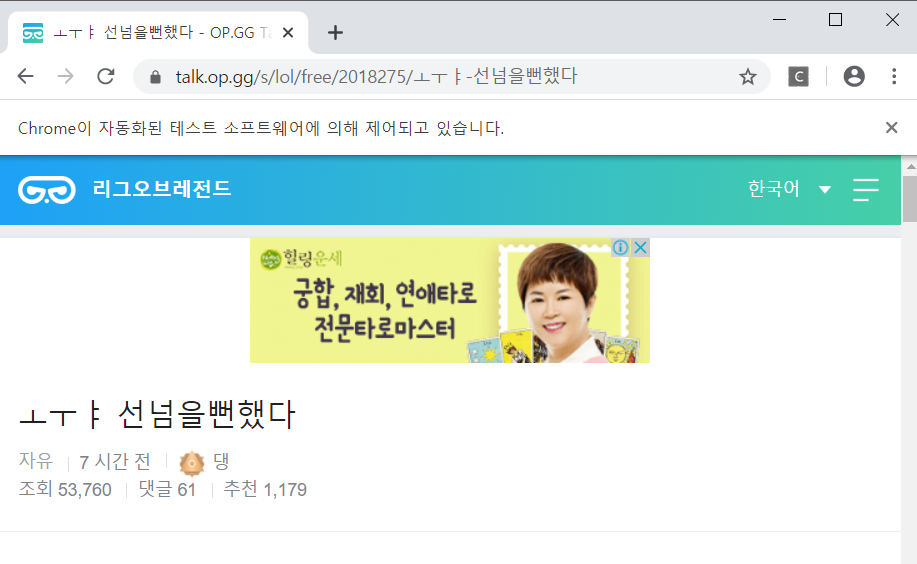 ㅗㅜㅑ 선넘을뻔했다 - OP.GG Ta
talk.op.gg/s/lol/free/2018275/ㅗㅜㅑ-선넘을뻔했다
C
Chrome이 자동화된 테스트 소프트웨어에 의해 제어되고 있습니다.
리그오브레전드
한국어
힐링운세
궁합, 재회, 연애타로
전문타로마스터
ㅗㅜㅑ 선넘을뻔했다
자유 7 시간 전 댕
조회 53,760 댓글 61 추천 1,179